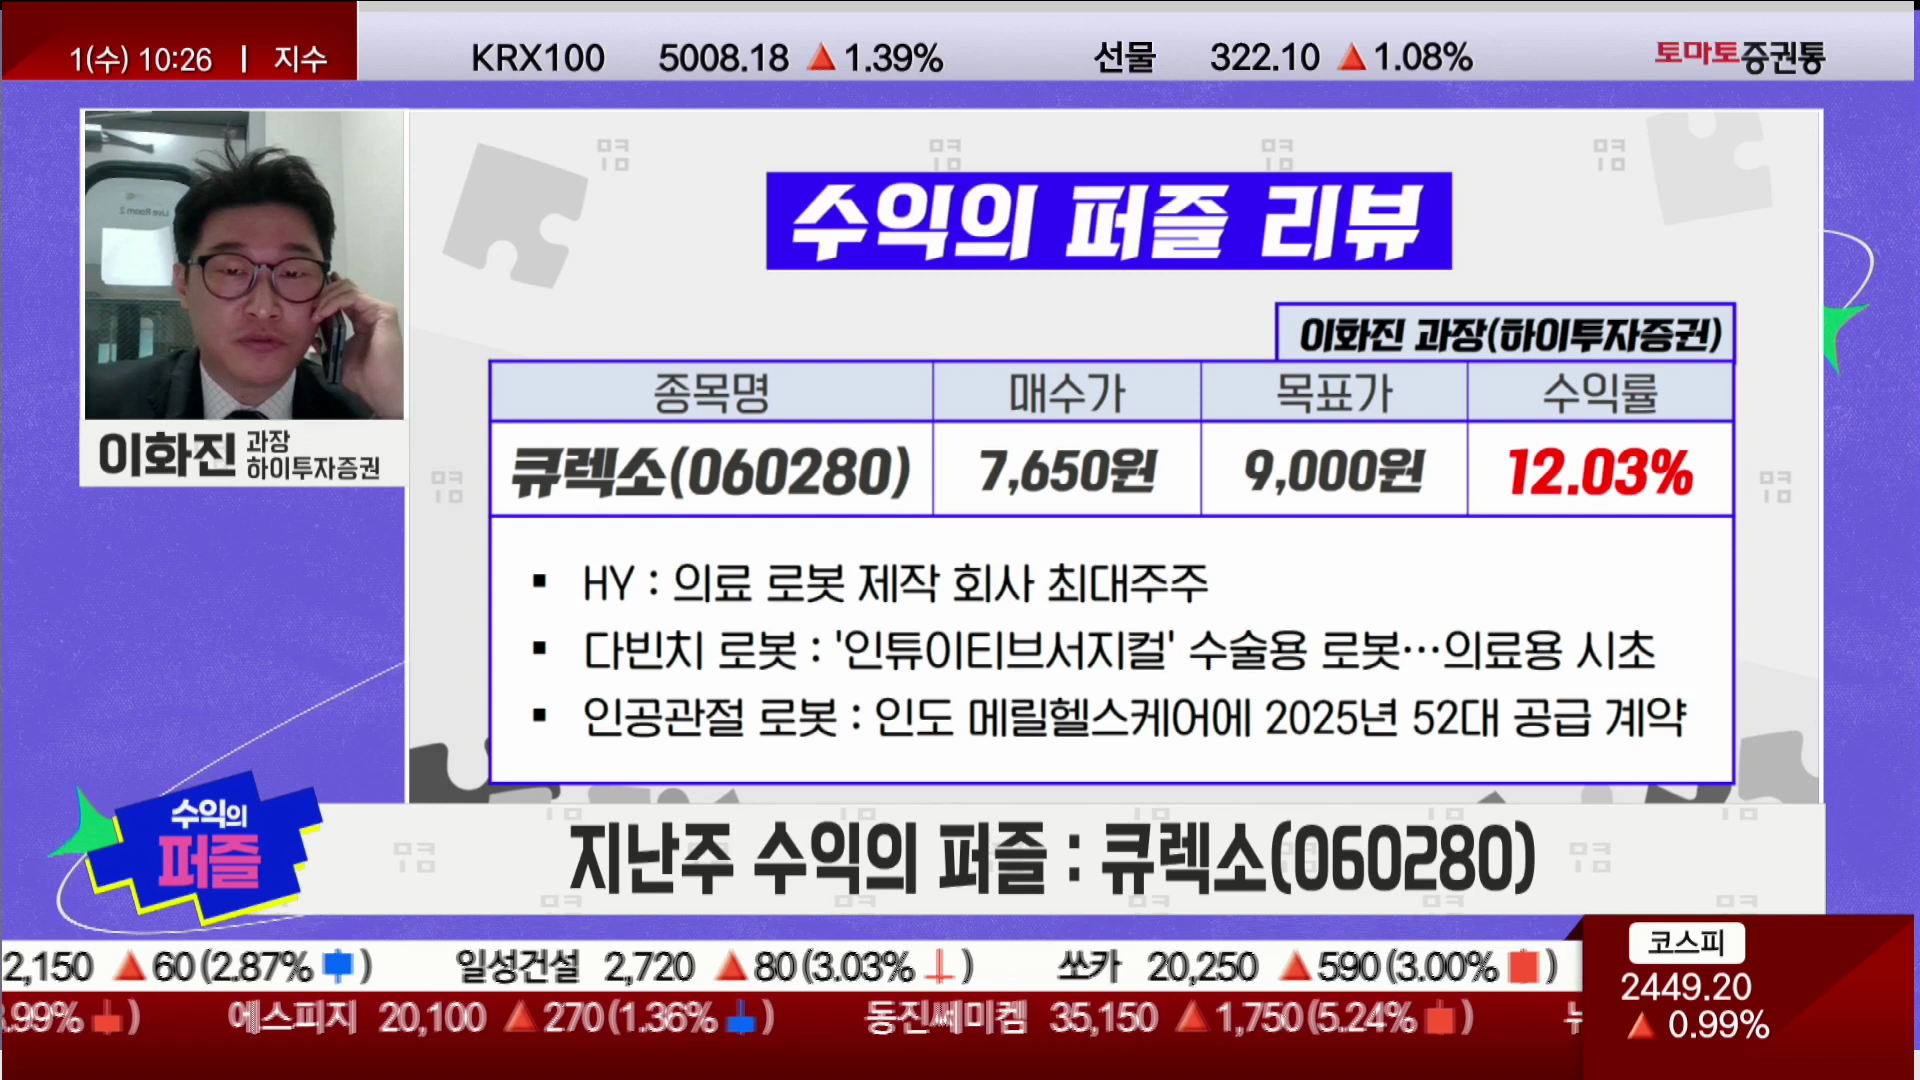 1(수) 10:26 | 지수
KRX100 5008.18 ▲1.39% 선물 322.10 ▲1.08%
토마토증권통
Live Room 2
수익의 퍼즐 리뷰
이화진 과장(하이투자증권)
종목명 매수가 목표가 수익률
큐렉소(060280) 7,650원 9,000원 12.03%
이화진 과장
하이투자증권
▪ HY : 의료 로봇 제작 회사 최대주주
▪ 다빈치 로봇 : '인튜이티브서지컬' 수술용 로봇…의료용 시초
▪ 인공관절 로봇 : 인도 메릴헬스케어에 2025년 52대 공급 계약
수익의
퍼즐
지난주 수익의 퍼즐 : 큐렉소(060280)
2,150 ▲60(2.87% ) 일성건설 2,720 ▲80(3.03% ) 쏘카 20,250 ▲590(3.00% )
.99% ) 에스피지 20,100 ▲270(1.36% ) 동진쎄미켐 35,150 ▲1,750(5.24% )
코스피
2449.20
▲ 0.99%